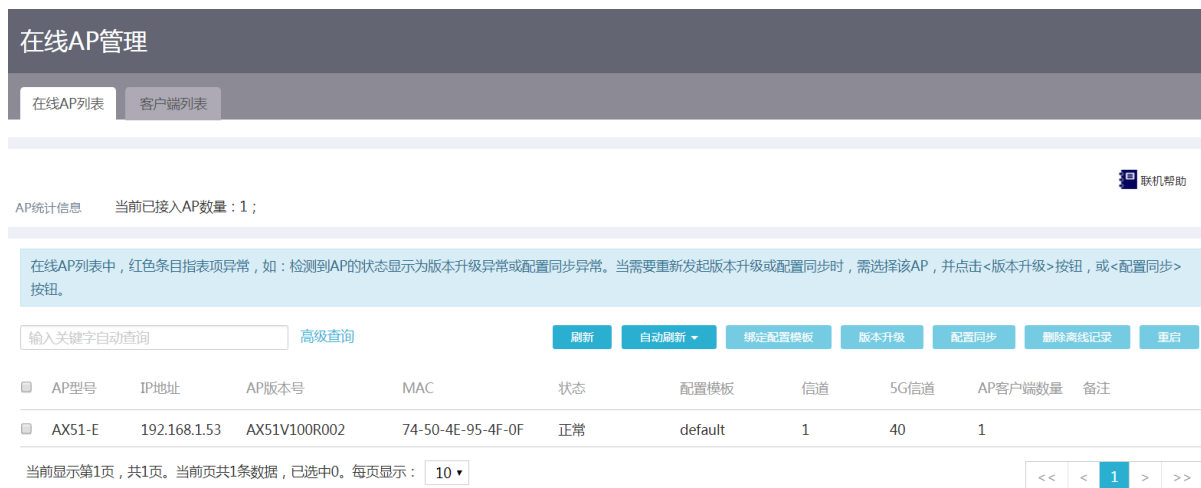 在线AP管理
在线AP列表 客户端列表
联机帮助
AP统计信息 当前已接入AP数量：1；
在线AP列表中，红色条目指表项异常，如：检测到AP的状态显示为版本升级异常或配置同步异常。当需要重新发起版本升级或配置同步时，需选择该AP，并点击<版本升级>按钮，或<配置同步>
按钮。
输入关键字自动查询 高级查询 刷新 自动刷新 绑定配置模板 版本升级 配置同步 删除离线记录 重启
AP型号 IP地址 AP版本号 MAC 状态 配置模板 信道 5G信道 AP客户端数量 备注
AX51-E 192.168.1.53 AX51V100R002 74-50-4E-95-4F-0F 正常 default 1 40 1
当前显示第1页，共1页。当前页共1条数据，已选中0。每页显示： 10 << < 1 > >>